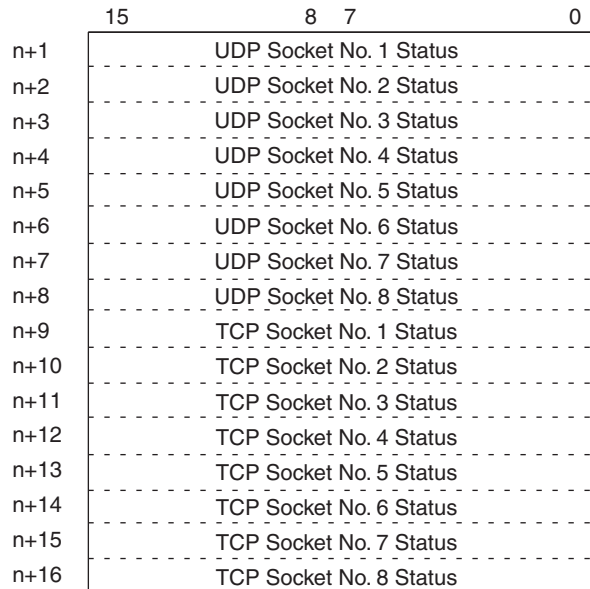 15 8 7 0
n+1 UDP Socket No. 1 Status
n+2 UDP Socket No. 2 Status
n+3 UDP Socket No. 3 Status
n+4 UDP Socket No. 4 Status
n+5 UDP Socket No. 5 Status
n+6 UDP Socket No. 6 Status
n+7 UDP Socket No. 7 Status
n+8 UDP Socket No. 8 Status
n+9 TCP Socket No. 1 Status
n+10 TCP Socket No. 2 Status
n+11 TCP Socket No. 3 Status
n+12 TCP Socket No. 4 Status
n+13 TCP Socket No. 5 Status
n+14 TCP Socket No. 6 Status
n+15 TCP Socket No. 7 Status
n+16 TCP Socket No. 8 Status